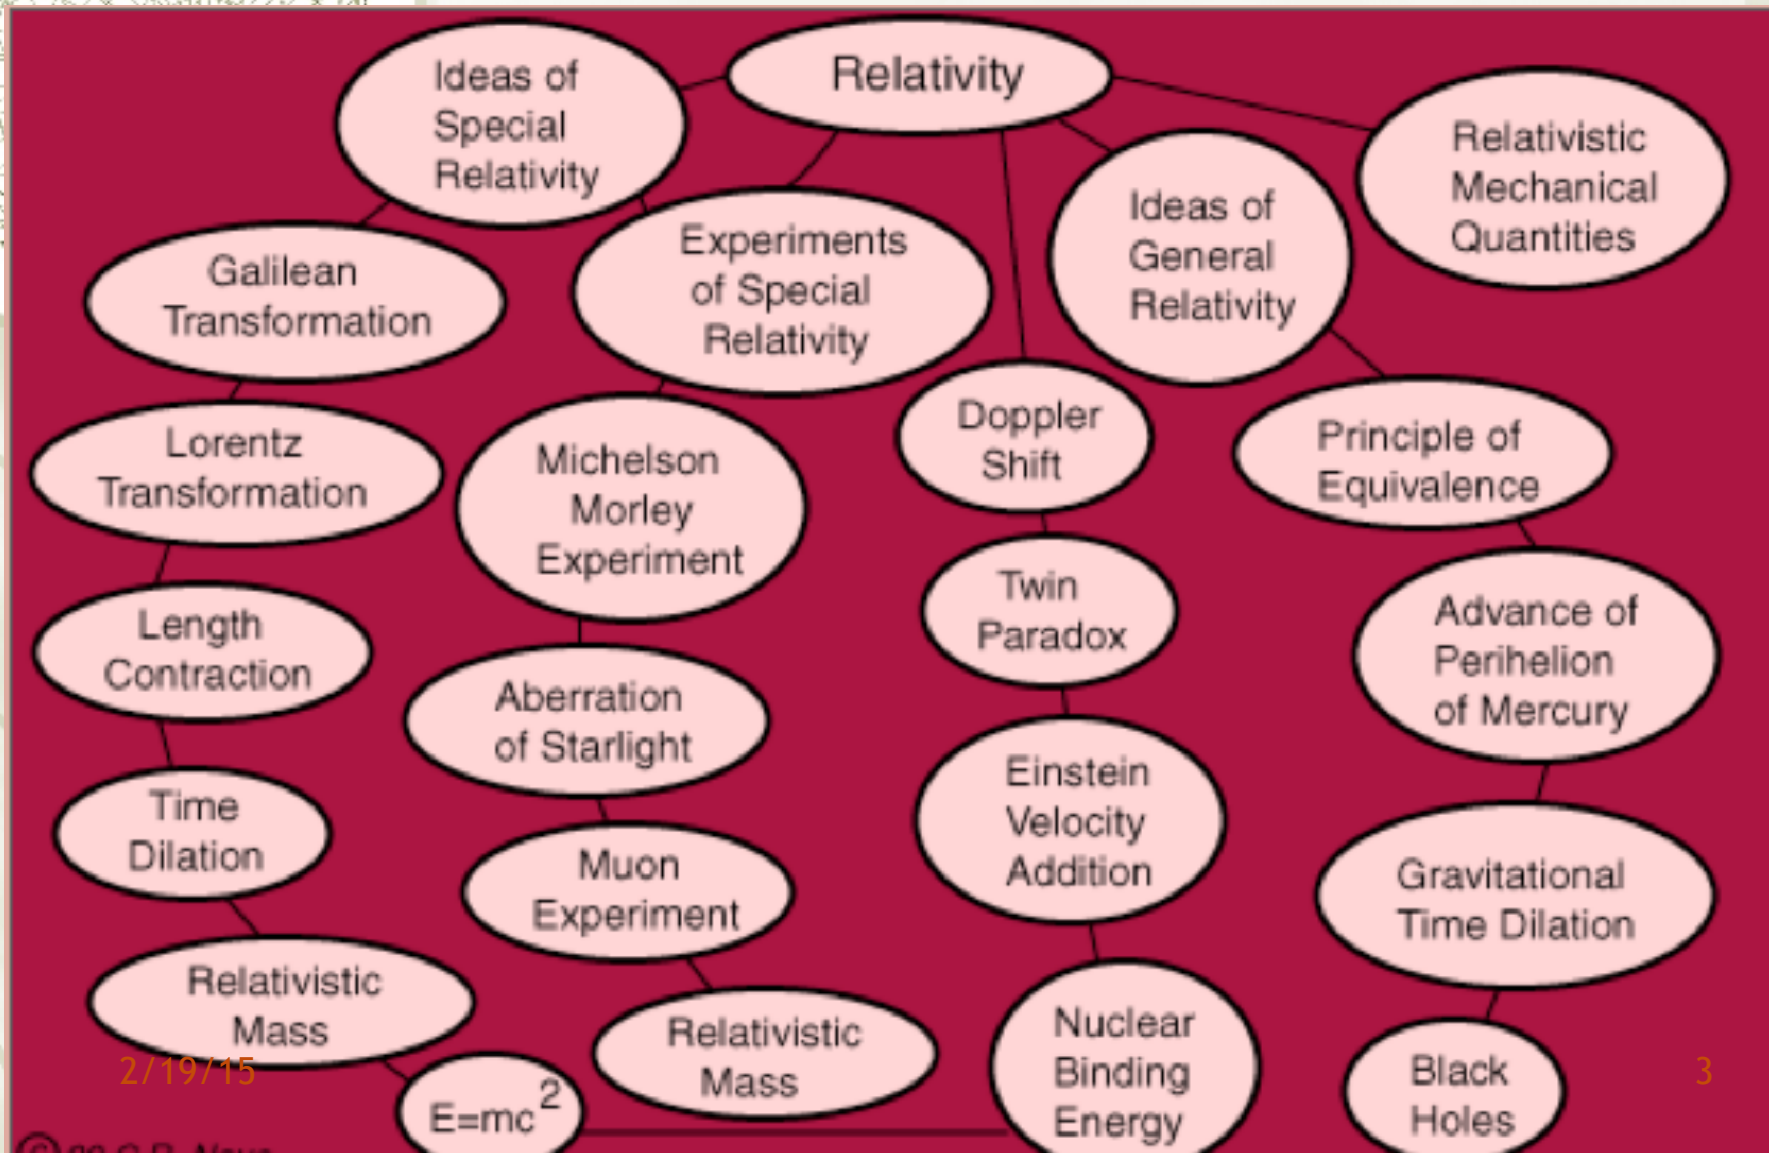 Relativity
Ideas of
Special
Relativity
Relativistic
Mechanical
Quantities
Experiments
of Special
Relativity
Ideas of
General
Relativity
Galilean
Transformation
Doppler
Shift
Principle of
Equivalence
Lorentz
Transformation
Michelson
Morley
Experiment
Twin
Paradox
Advance of
Perihelion
of Mercury
Length
Contraction
Aberration
of Starlight
Einstein
Velocity
Addition
Time
Dilation
Muon
Experiment
Gravitational
Time Dilation
Relativistic
Mass
Relativistic
Mass
Nuclear
Binding
Energy
Black
Holes
E=mc²
2/19/15
3